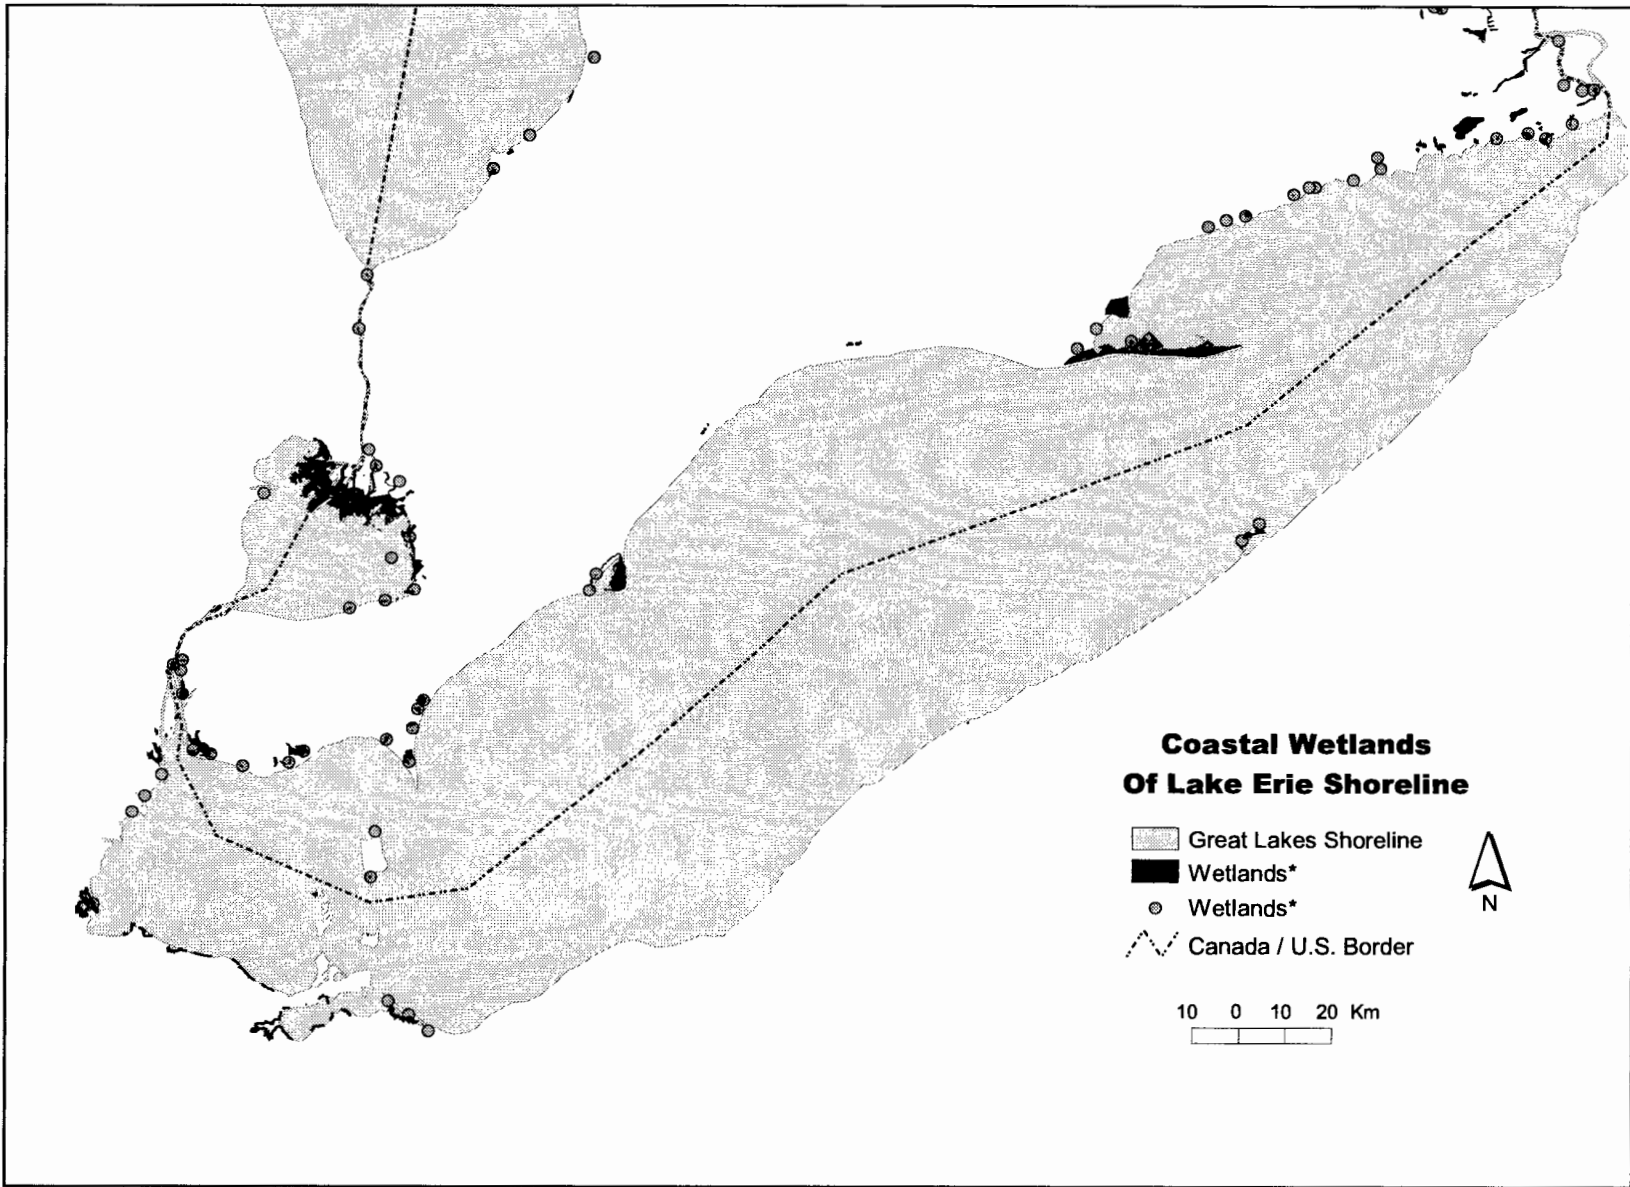 Coastal Wetlands
Of Lake Erie Shoreline
Great Lakes Shoreline
Wetlands*
Wetlands*
Canada / U.S. Border
N
10 0 10 20 Km